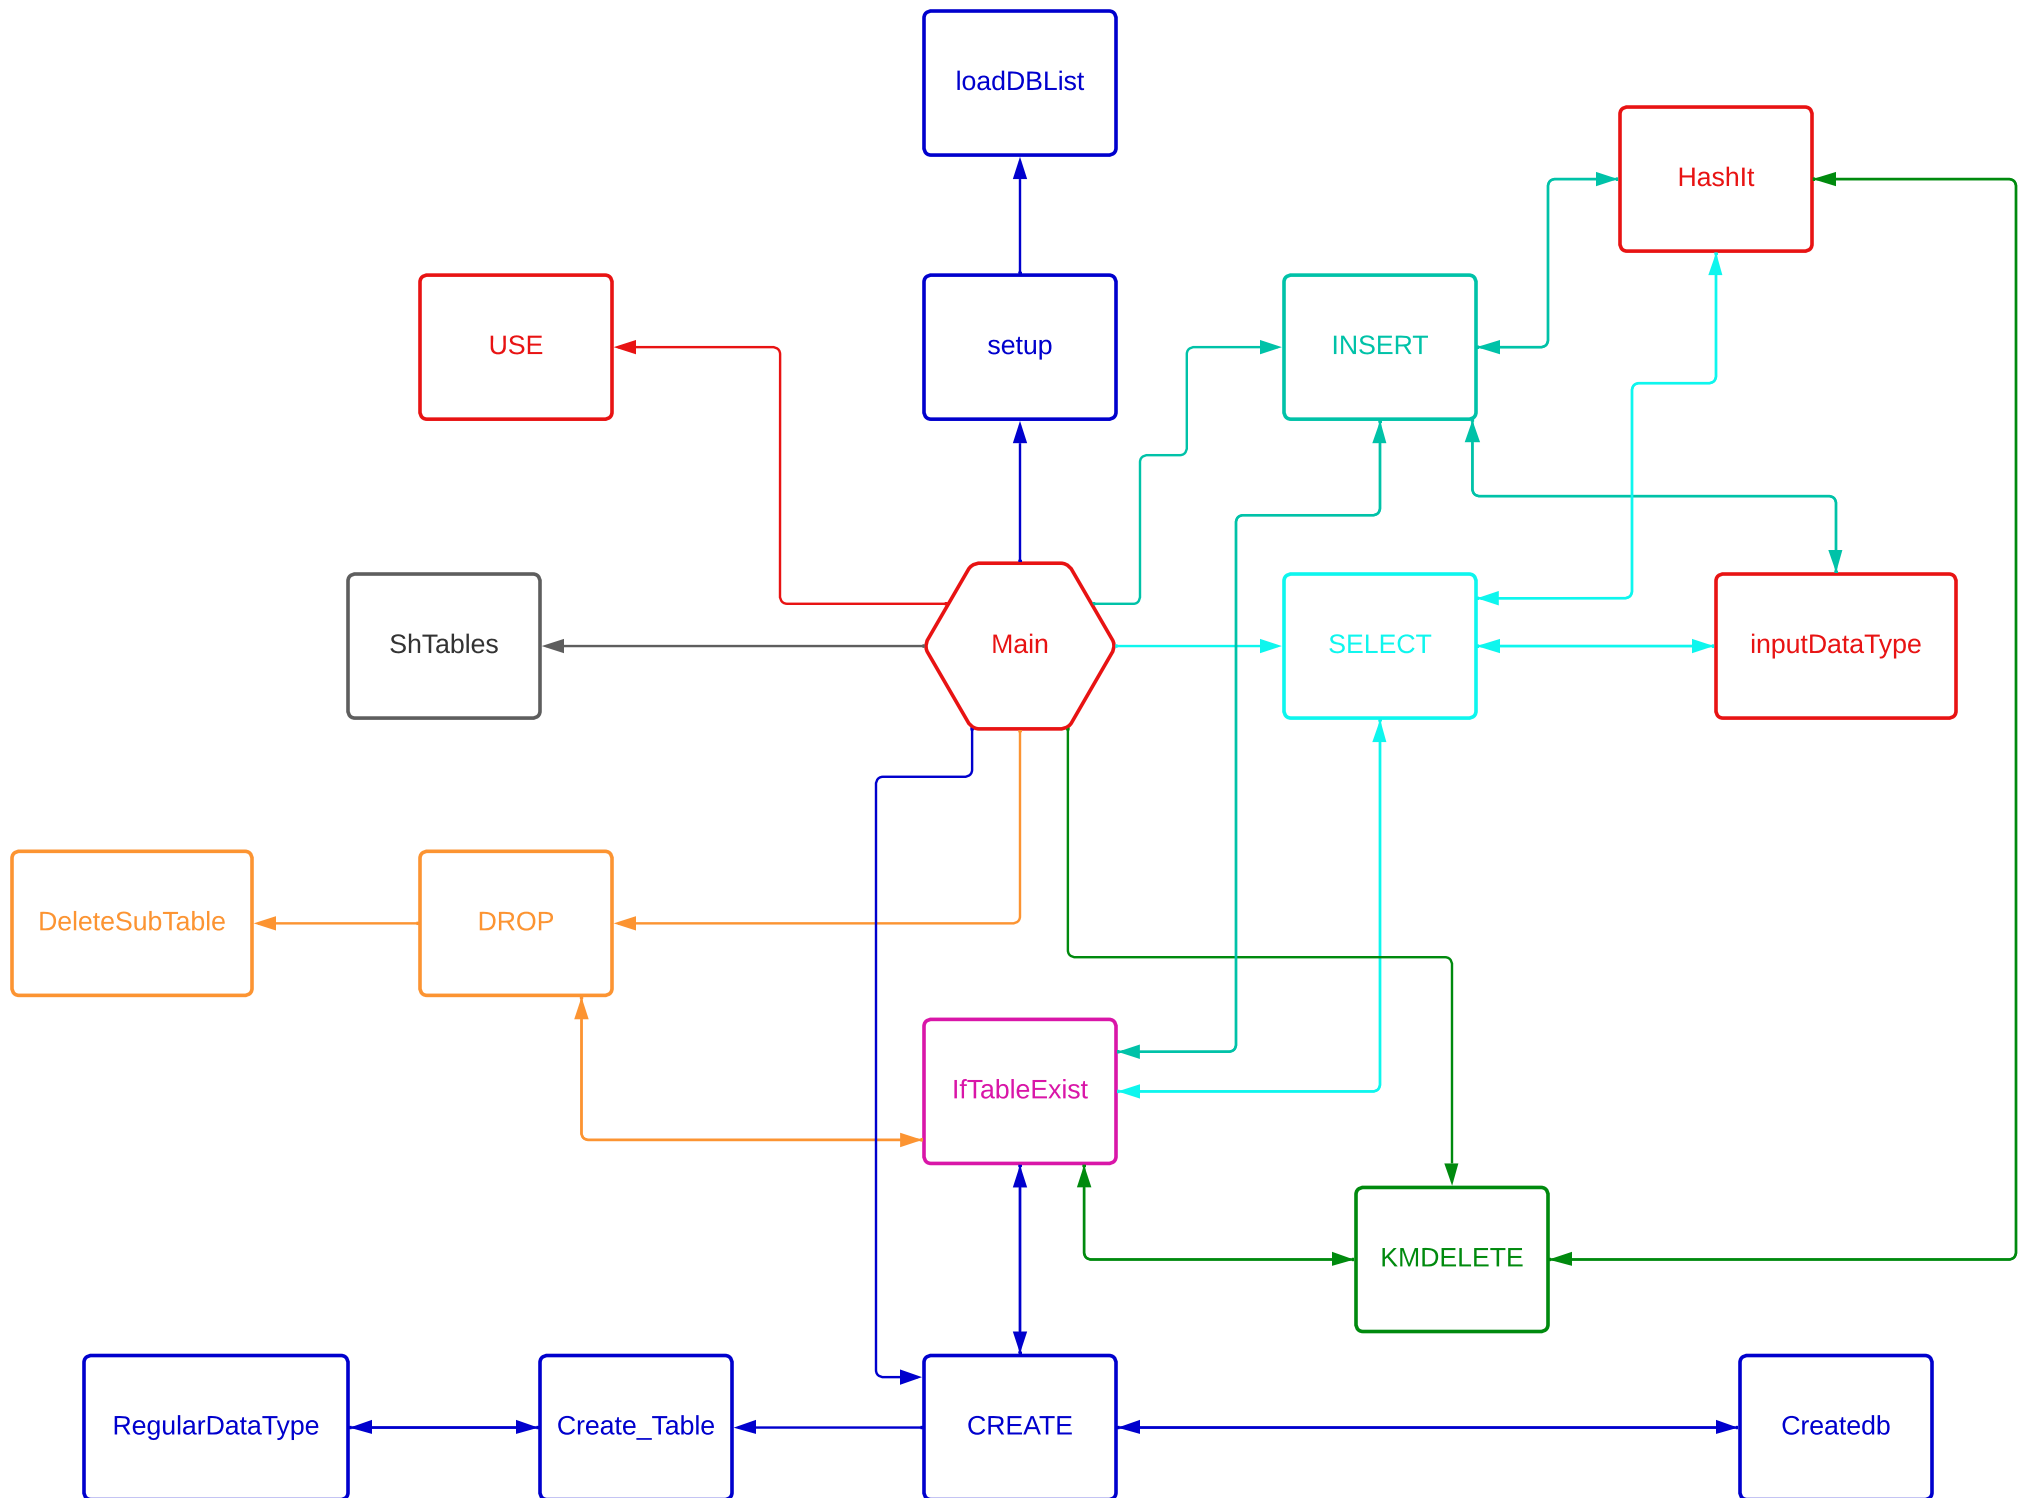 loadDBList
HashIt
USE
setup
INSERT
ShTables
Main
SELECT
inputDataType
DeleteSubTable
DROP
IfTableExist
KMDELETE
RegularDataType
Create_Table
CREATE
Createdb